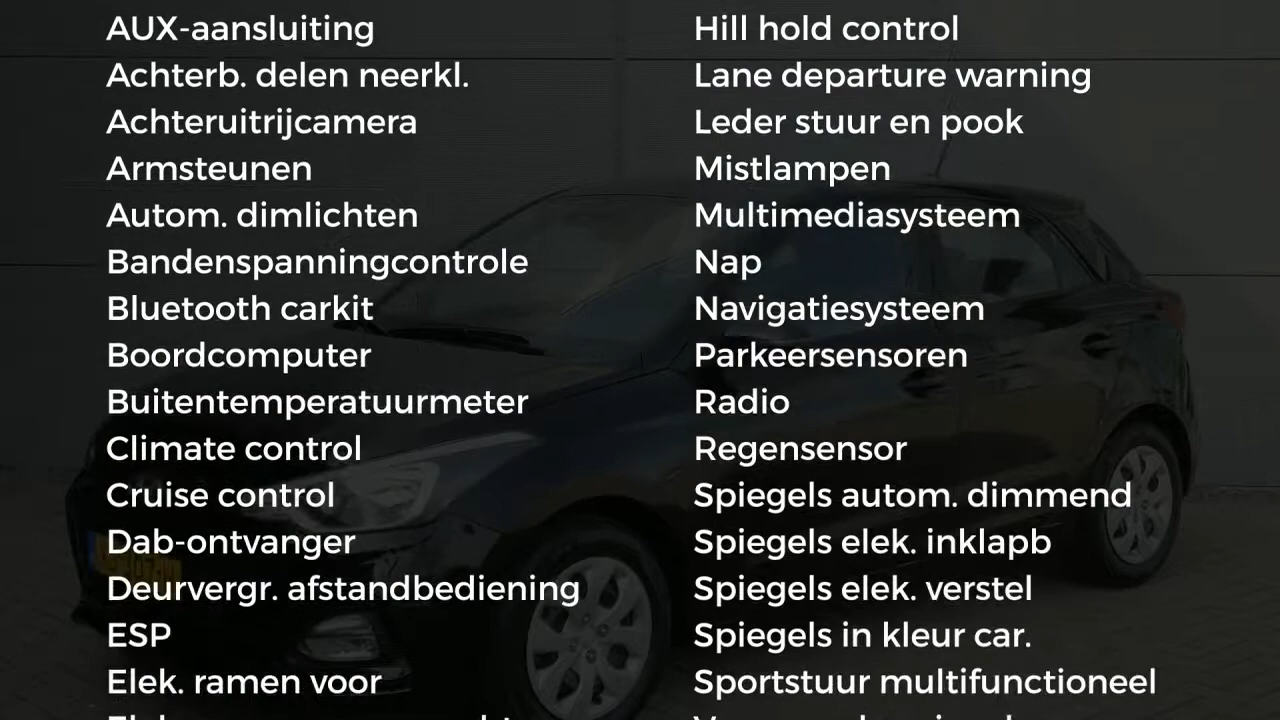 AUX-aansluiting
Achterb. delen neerkl.
Achteruitrijcamera
Armsteunen
Autom. dimlichten
Bandenspanningcontrole
Bluetooth carkit
Boordcomputer
Buitentemperatuurmeter
Climate control
Cruise control
Dab-ontvanger
Deurvergr. afstandbediening
ESP
Elek. ramen voor
Hill hold control
Lane departure warning
Leder stuur en pook
Mistlampen
Multimediasysteem
Nap
Navigatiesysteem
Parkeersensoren
Radio
Regensensor
Spiegels autom. dimmend
Spiegels elek. inklapb
Spiegels elek. verstel
Spiegels in kleur car.
Sportstuur multifunctioneel